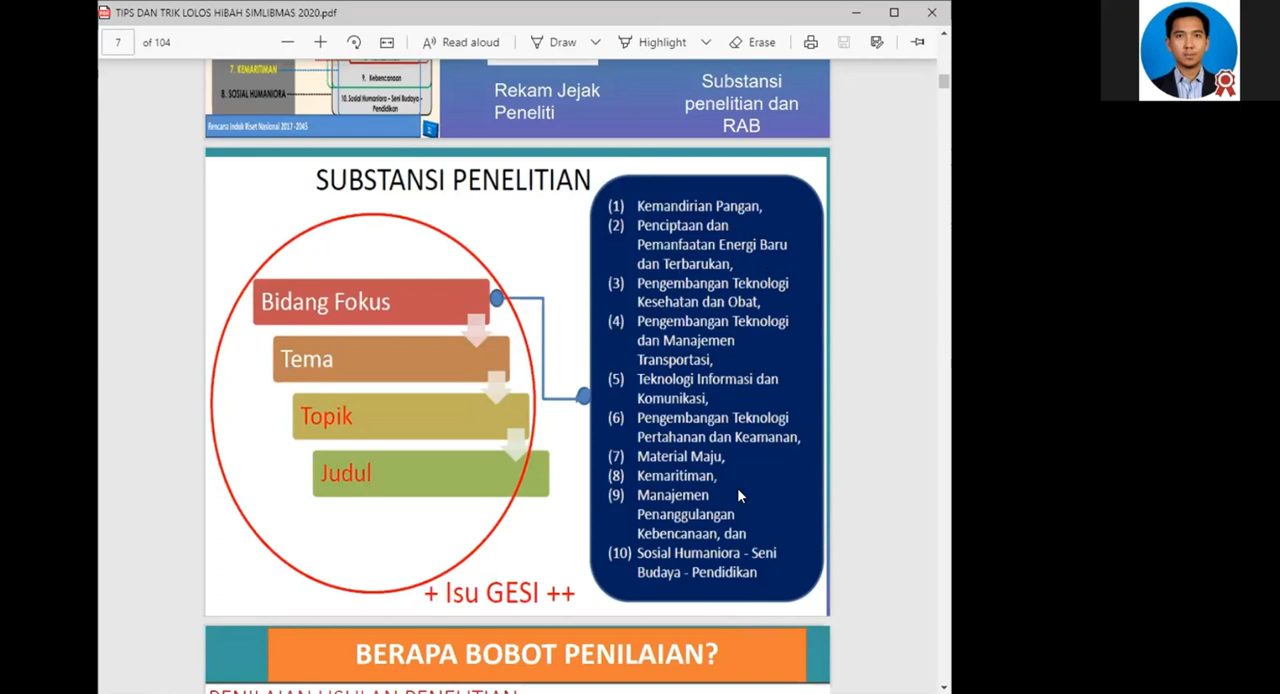 TIPS DAN TRIK LOLOS HIBAH SIMLIBMAS 2020.pdf
7 of 104
Read aloud
Draw
Highlight
Erase
7. KEMARITIMAN
8. SOSIAL HUMANIORA
9. Kebencanaan
10. Sosial Humaniora - Seni Budaya - Pendidikan
Rencana Induk Riset Nasional 2017-2045
Rekam Jejak
Peneliti
Substansi
penelitian dan
RAB
SUBSTANSI PENELITIAN
Bidang Fokus
Tema
Topik
Judul
+ Isu GESI ++
(1) Kemandirian Pangan,
(2) Penciptaan dan
Pemanfaatan Energi Baru
dan Terbarukan,
(3) Pengembangan Teknologi
Kesehatan dan Obat,
(4) Pengembangan Teknologi
dan Manajemen
Transportasi,
(5) Teknologi Informasi dan
Komunikasi,
(6) Pengembangan Teknologi
Pertahanan dan Keamanan,
(7) Material Maju,
(8) Kemaritiman,
(9) Manajemen
Penanggulangan
Kebencanaan, dan
(10) Sosial Humaniora - Seni
Budaya - Pendidikan
BERAPA BOBOT PENILAIAN?
PENILAIAN USULAN PENELITIAN